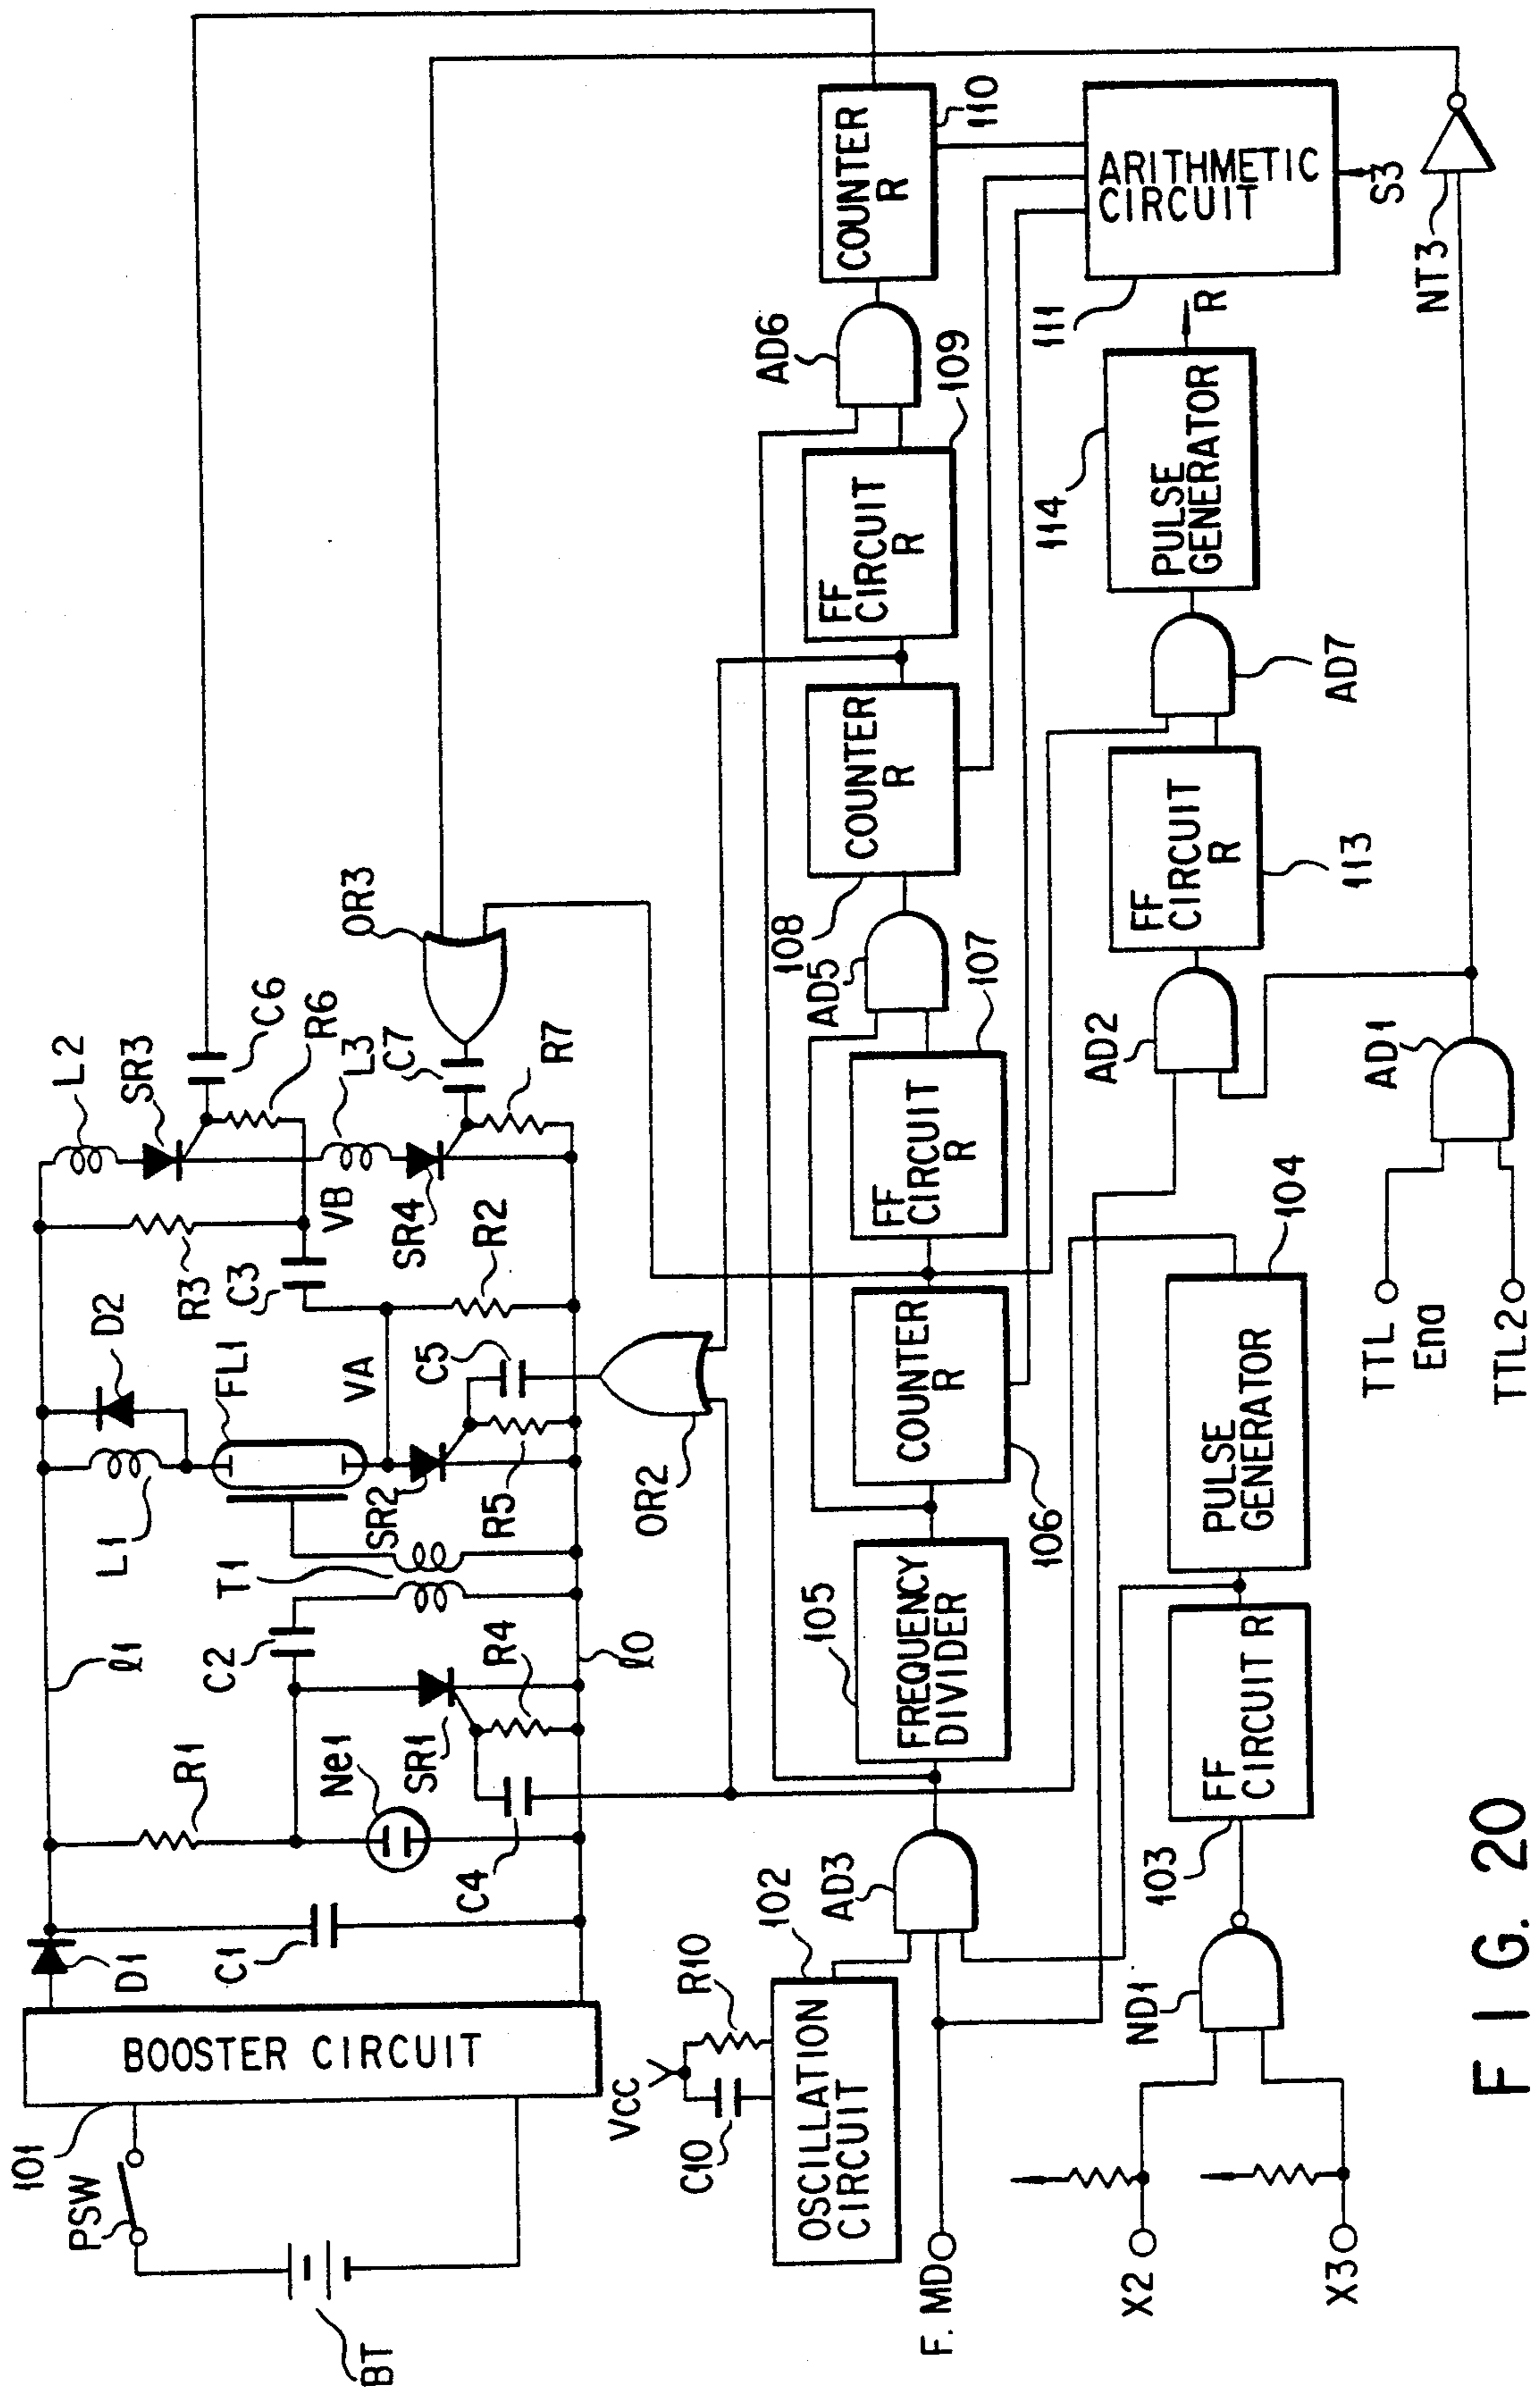 BOOSTER CIRCUIT
101
PSW
BT
D1
C1
R1
Ne1
ℓ1
ℓ0
C2
SR1
R4
C4
T1
L1
D2
FL1
VA
SR2
R5
C5
R2
C3
R3
VB
L2
SR3
C6
R6
L3
SR4
C7
R7
OR3
OR2
VCC
C10
R10
102
OSCILLATION
CIRCUIT
F. MD
AD3
105
FREQUENCY
DIVIDER
106
COUNTER
R
107
FF
CIRCUIT
R
AD5
108
COUNTER
R
109
FF
CIRCUIT
R
AD6
110
COUNTER
R
111
ARITHMETIC
CIRCUIT
S3
X2
X3
ND1
103
FF
CIRCUIT R
104
PULSE
GENERATOR
TTL
Ena
TTL2
AD1
AD2
113
FF
CIRCUIT
R
AD7
114
PULSE
GENERATOR
R
NT3
FIG. 20